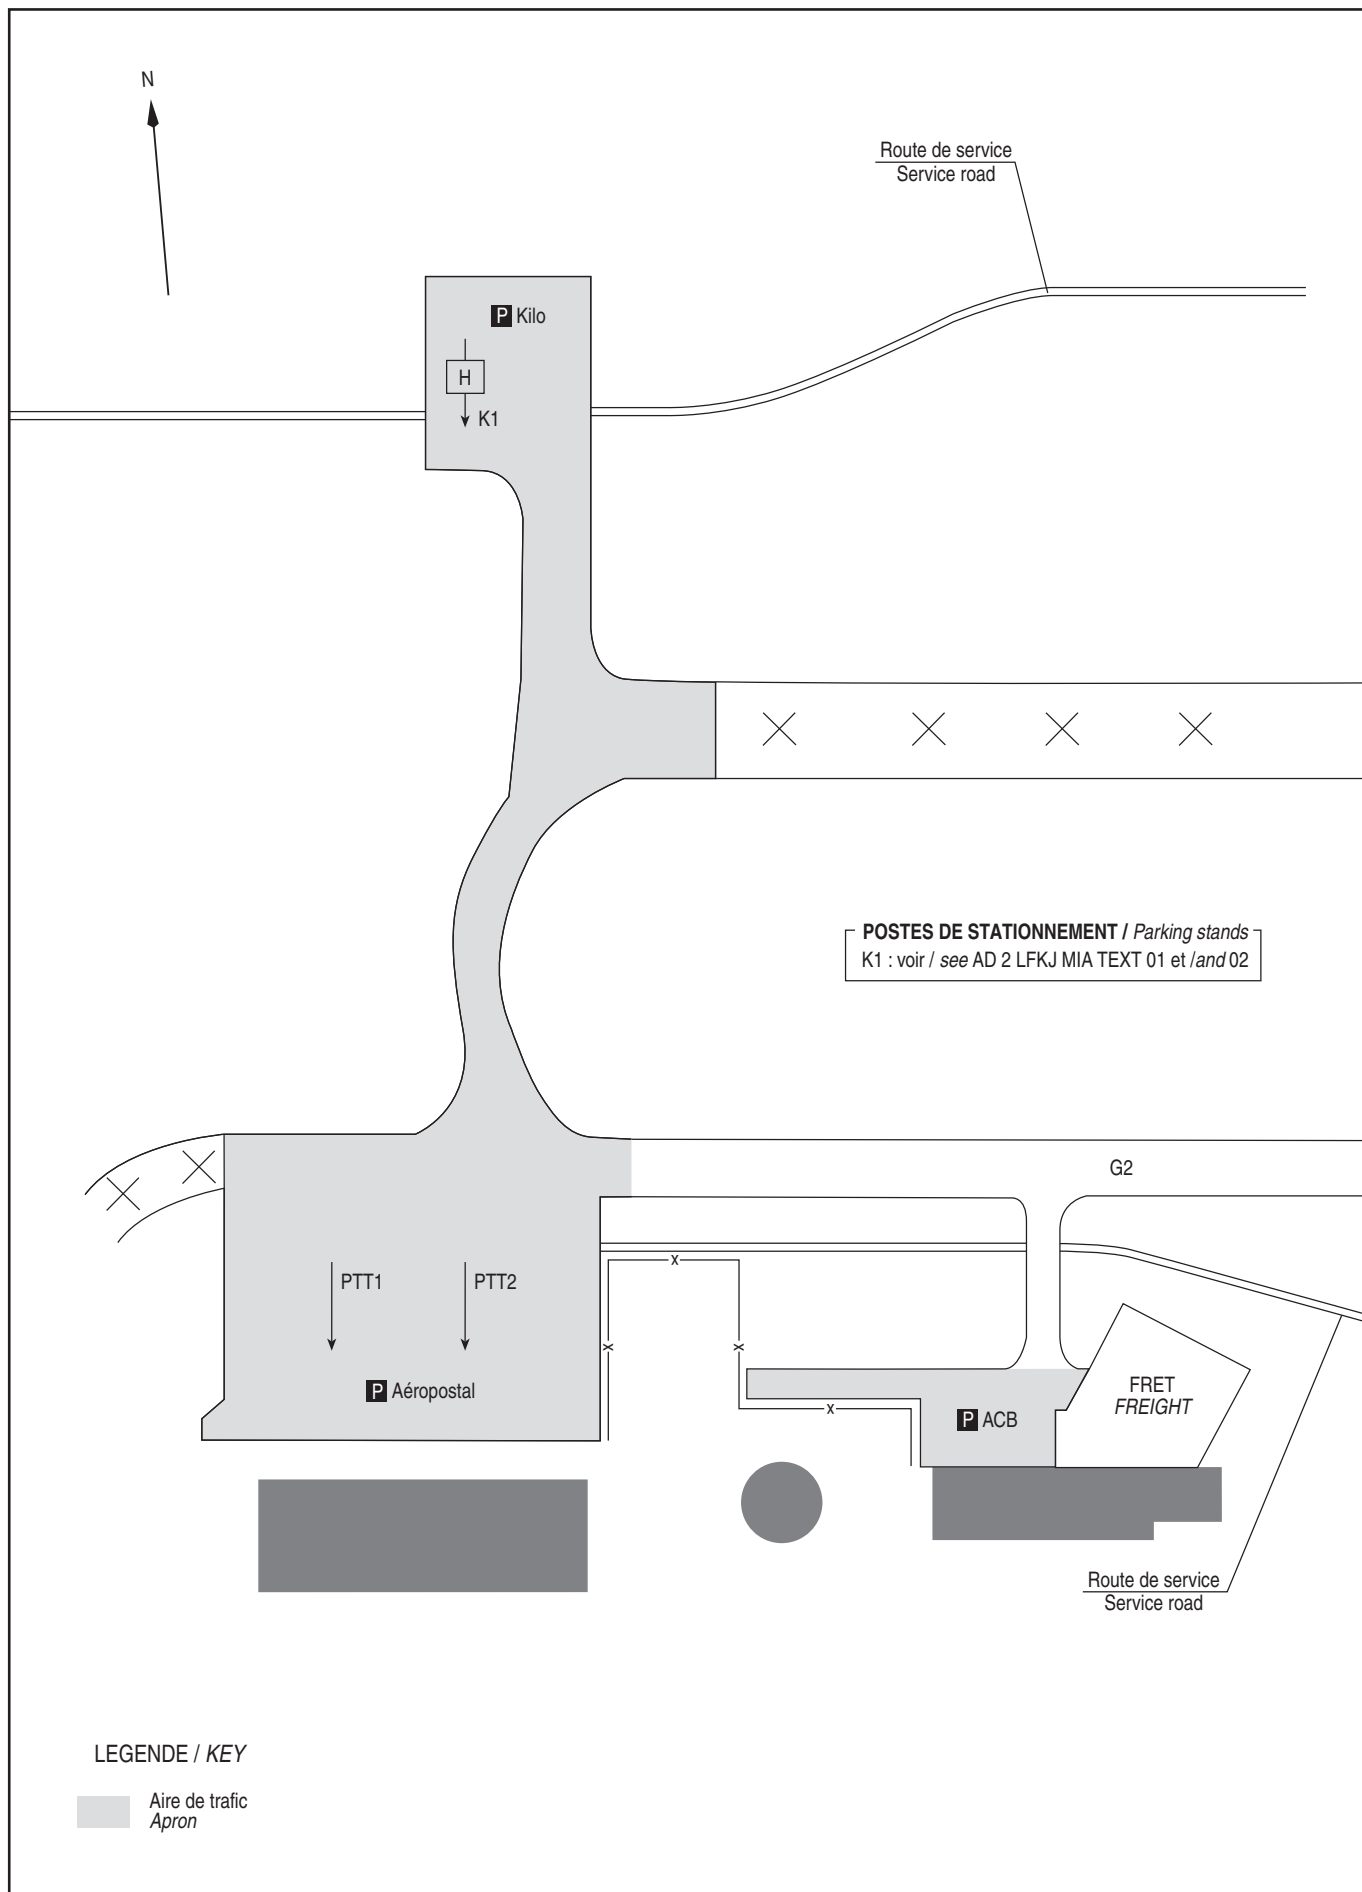 N
Route de service
Service road
P Kilo
H
K1
POSTES DE STATIONNEMENT / Parking stands
K1 : voir / see AD 2 LFKJ MIA TEXT 01 et /and 02
G2
PTT1
PTT2
P Aéropostal
FRET
FREIGHT
P ACB
Route de service
Service road
LEGENDE / KEY
Aire de trafic
Apron